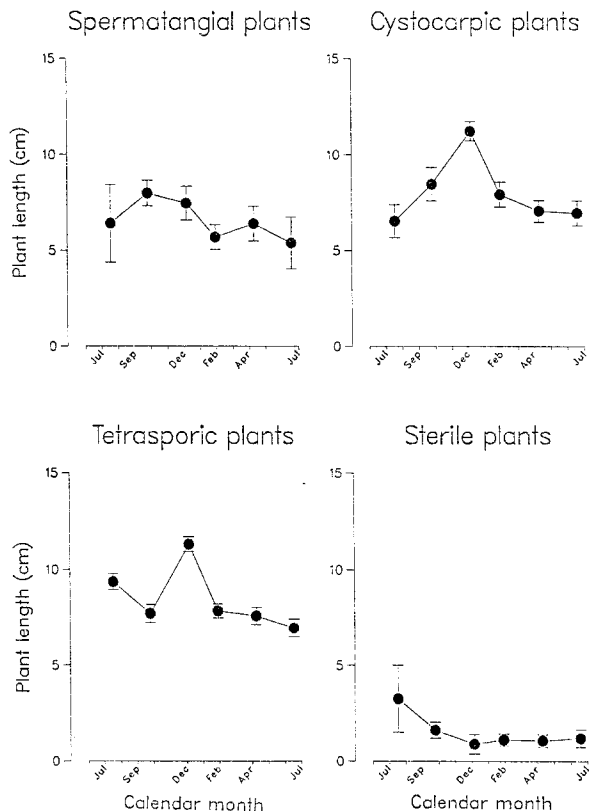 Spermatangial plants
Cystocarpic plants
Plant length (cm)
15
10
5
0
Jul Sep Dec Feb Apr Jul
15
10
5
0
Jul Sep Dec Feb Apr Jul
Tetrasporic plants
Sterile plants
Plant length (cm)
15
10
5
0
Jul Sep Dec Feb Apr Jul
Calendar month
15
10
5
0
Jul Sep Dec Feb Apr Jul
Calendar month